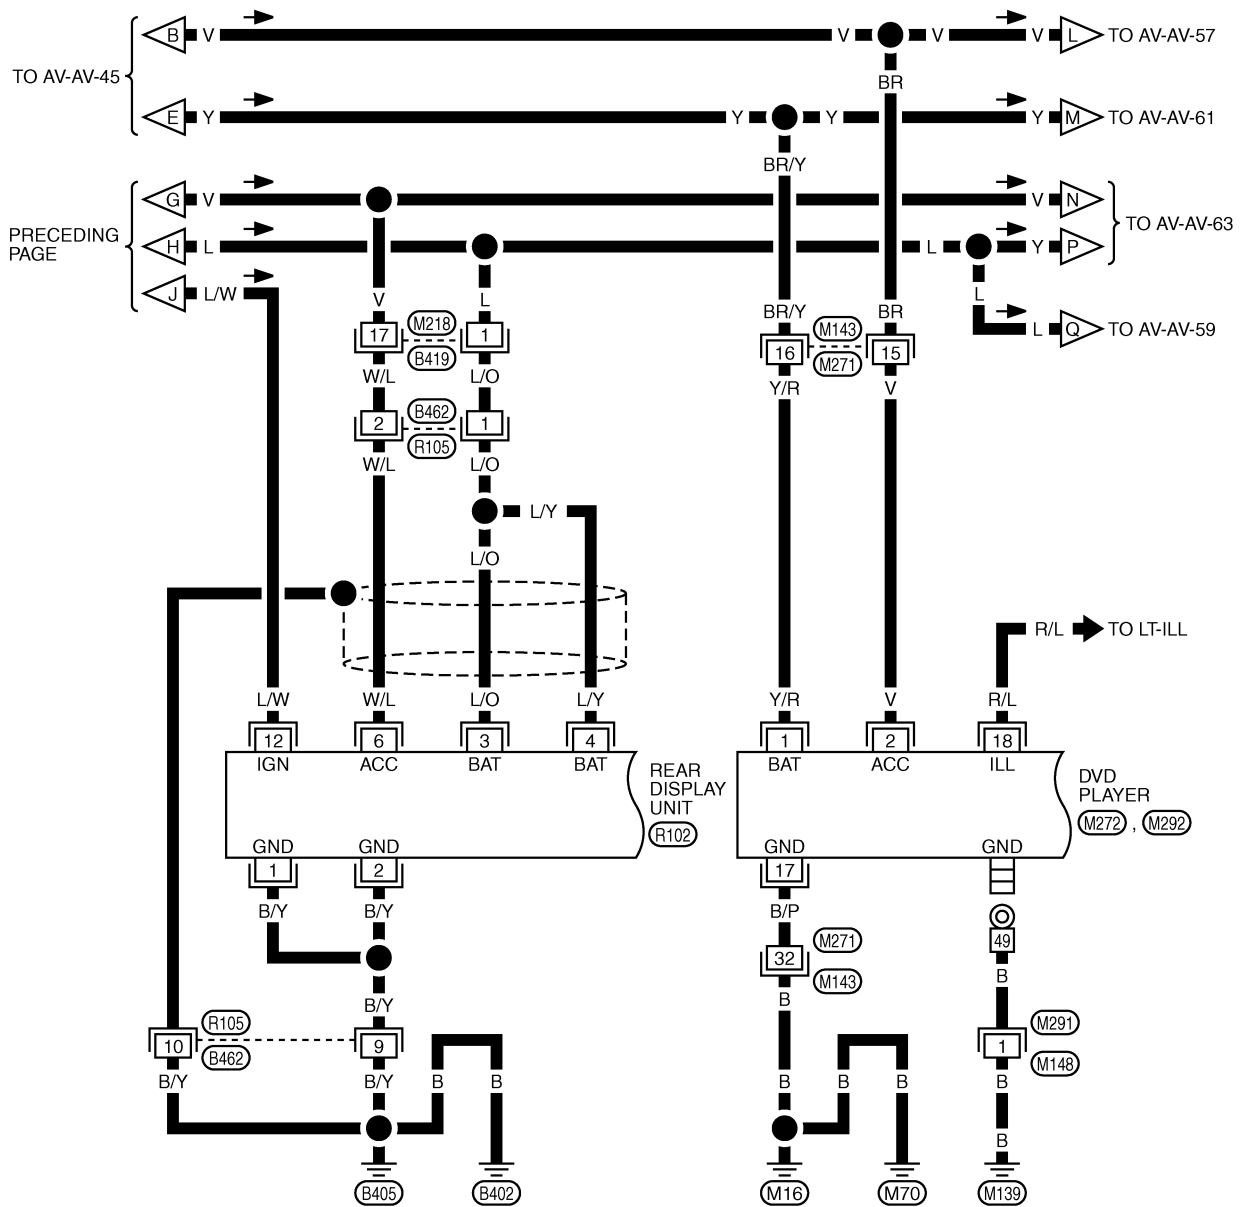 B V V V V L TO AV-AV-57
TO AV-AV-45
BR
E Y Y Y Y M TO AV-AV-61
BR/Y
G V V N
PRECEDING
PAGE
TO AV-AV-63
H L L Y P
J L/W
V L L
BR/Y BR
17 M218 1
B419
16 M143 15
M271
L Q TO AV-AV-59
W/L L/O
Y/R V
2 B462 1
R105
W/L L/O
L/Y
L/O
R/L TO LT-ILL
L/W W/L L/O L/Y Y/R V R/L
12 6 3 4 1 2 18
IGN ACC BAT BAT BAT ACC ILL
REAR
DISPLAY
UNIT
R102
DVD
PLAYER
M272 , M292
GND GND GND GND
1 2 17
B/Y B/Y B/P
49
32 M271
M143
B/Y B B
10 R105 9
B462
1 M291
M148
B/Y B/Y B B B B B B
B
B405 B402 M16 M70 M139